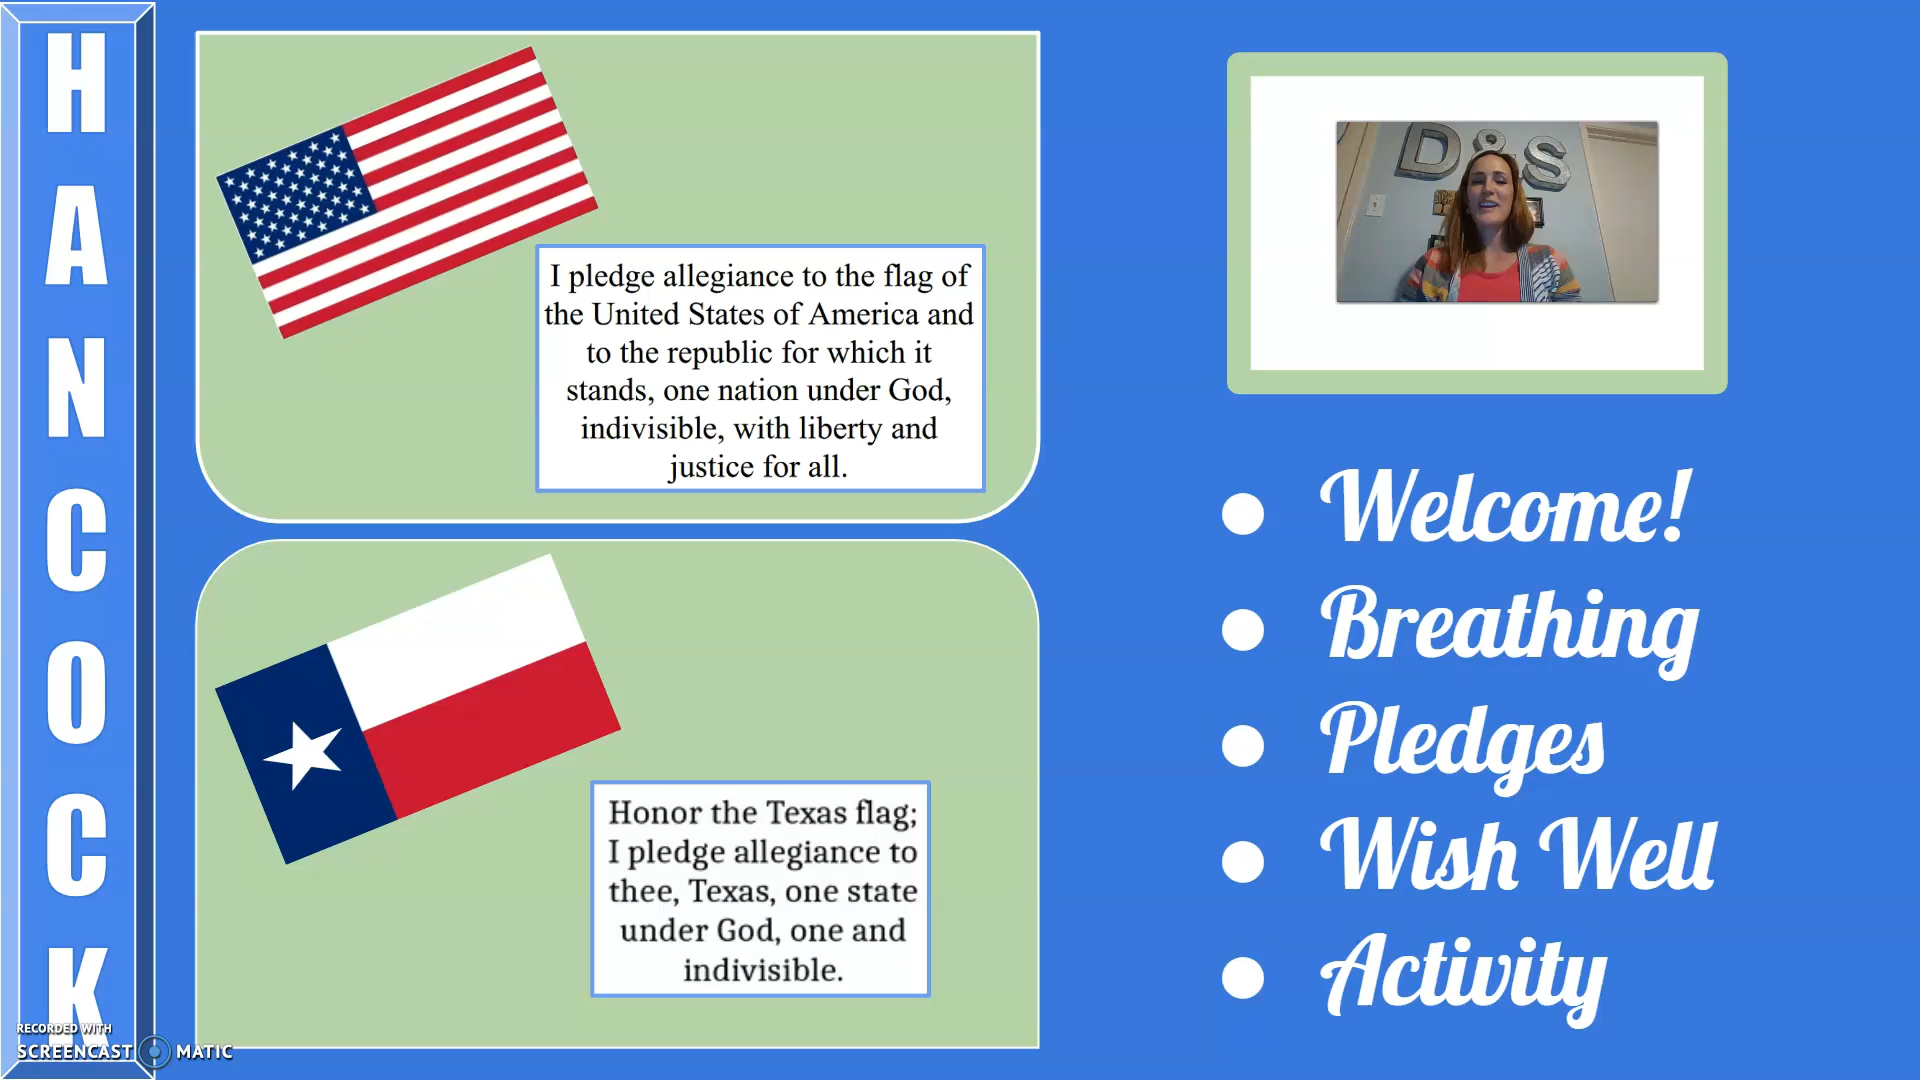 HANCOCK
I pledge allegiance to the flag of
the United States of America and
to the republic for which it
stands, one nation under God,
indivisible, with liberty and
justice for all.
Honor the Texas flag;
I pledge allegiance to
thee, Texas, one state
under God, one and
indivisible.
D&S
Welcome!
Breathing
Pledges
Wish Well
Activity
RECORDED WITH
SCREENCAST MATIC